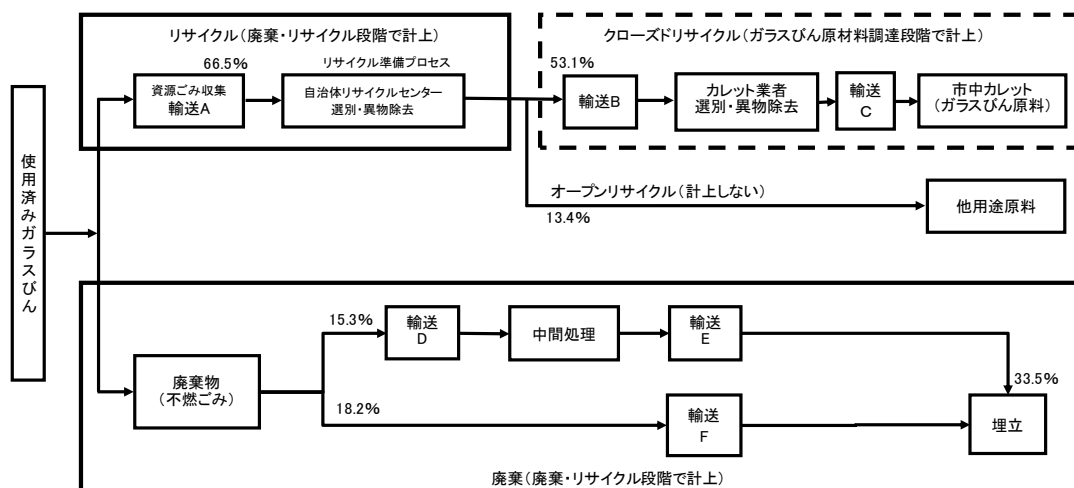 リサイクル(廃棄・リサイクル段階で計上)
リサイクル準備プロセス
66.5%
資源ごみ収集
輸送A
自治体リサイクルセンター
選別・異物除去
クローズドリサイクル(ガラスびん原材料調達段階で計上)
53.1%
輸送B
カレット業者
選別・異物除去
輸送
C
市中カレット
(ガラスびん原料)
オープンリサイクル(計上しない)
13.4%
他用途原料
使用済みガラスびん
廃棄物
(不燃ごみ)
15.3%
輸送
D
中間処理
輸送
E
18.2%
輸送
F
33.5%
埋立
廃棄(廃棄・リサイクル段階で計上)